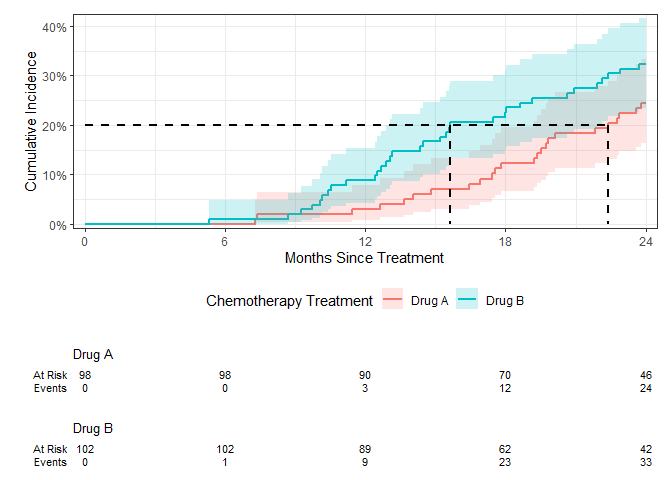 40%
30%
20%
10%
0%
Cumulative Incidence
0 6 12 18 24
Months Since Treatment
Chemotherapy Treatment Drug A Drug B
Drug A
At Risk 98 98 90 70 46
Events 0 0 3 12 24
Drug B
At Risk 102 102 89 62 42
Events 0 1 9 23 33